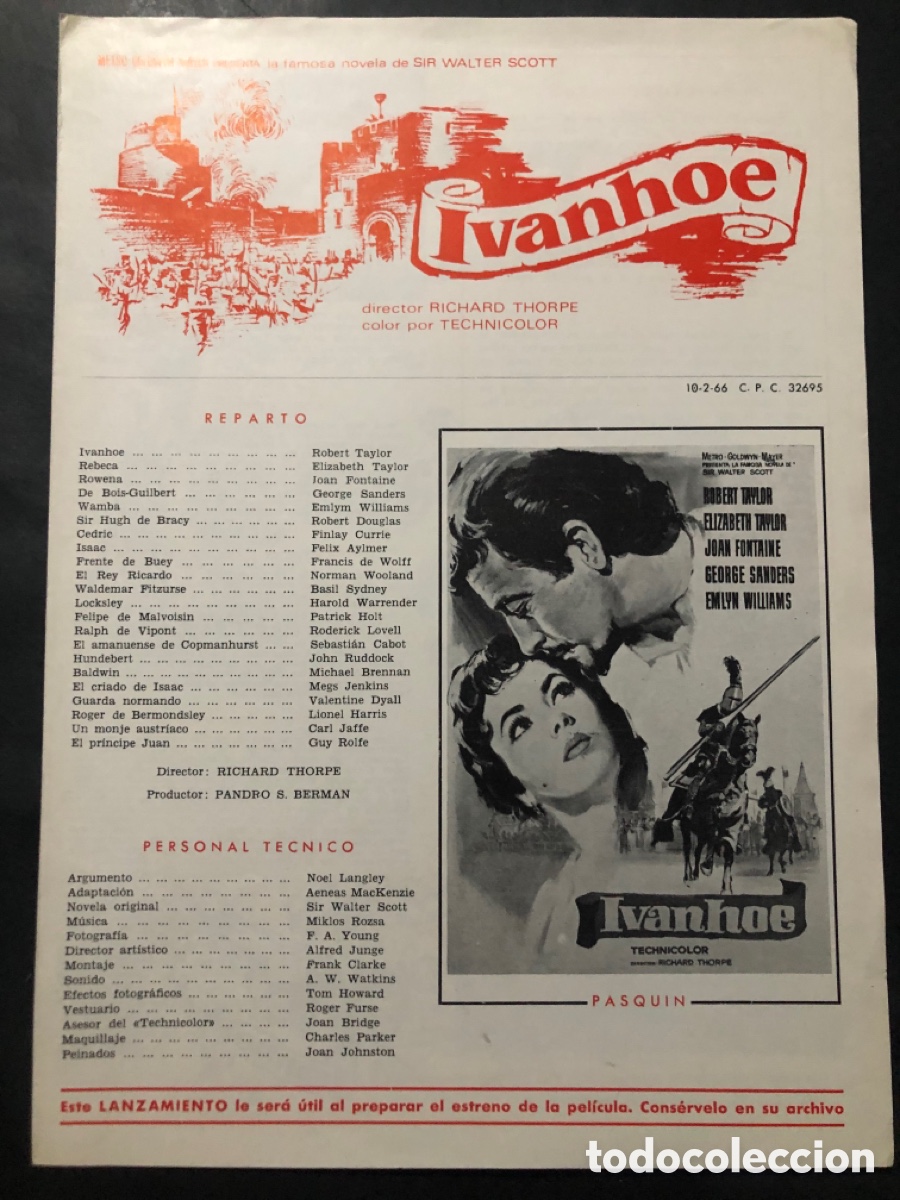 la famosa novela de SIR WALTER SCOTT
Ivanhoe
director RICHARD THORPE
color por TECHNICOLOR
10-2-66 C. P. C. 32695
REPARTO
Ivanhoe ... ... ... ... ... ... ... ... ... Robert Taylor
Rebeca ... ... ... ... ... ... ... ... ... Elizabeth Taylor
Rowena ... ... ... ... ... ... ... ... Joan Fontaine
De Bois-Guilbert ... ... ... ... ... ... George Sanders
Wamba ... ... ... ... ... ... ... ... Emlym Williams
Sir Hugh de Bracy ... ... ... ... ... Robert Douglas
Cedric ... ... ... ... ... ... ... ... ... Finlay Currie
Isaac ... ... ... ... ... ... ... ... ... Felix Aylmer
Frente de Buey ... ... ... ... ... ... Francis de Wolff
El Rey Ricardo ... ... ... ... ... ... Norman Wooland
Waldemar Fitzurse ... ... ... ... ... Basil Sydney
Locksley ... ... ... ... ... ... ... ... Harold Warrender
Felipe de Malvoisin ... ... ... ... ... Patrick Holt
Ralph de Vipont ... ... ... ... ... ... Roderick Lovell
El amanuense de Copmanhurst ... ... Sebastián Cabot
Hundebert ... ... ... ... ... ... ... ... John Ruddock
Baldwin ... ... ... ... ... ... ... ... ... Michael Brennan
El criado de Isaac ... ... ... ... ... Megs Jenkins
Guarda normando ... ... ... ... ... ... Valentine Dyall
Roger de Bermondsley ... ... ... ... Lionel Harris
Un monje austríaco ... ... ... ... ... Carl Jaffe
El príncipe Juan ... ... ... ... ... ... Guy Rolfe
Director: RICHARD THORPE
Productor: PANDRO S. BERMAN
PERSONAL TECNICO
Argumento ... ... ... ... ... ... ... ... Noel Langley
Adaptación ... ... ... ... ... ... ... ... Aeneas MacKenzie
Novela original ... ... ... ... ... ... ... Sir Walter Scott
Música ... ... ... ... ... ... ... ... ... Miklos Rozsa
Fotografía ... ... ... ... ... ... ... ... F. A. Young
Director artístico ... ... ... ... ... ... Alfred Junge
Montaje ... ... ... ... ... ... ... ... ... Frank Clarke
Sonido ... ... ... ... ... ... ... ... ... A. W. Watkins
Efectos fotográficos ... ... ... ... ... Tom Howard
Vestuario ... ... ... ... ... ... ... ... Roger Furse
Asesor del «Technicolor» ... ... ... ... Joan Bridge
Maquillaje ... ... ... ... ... ... ... ... Charles Parker
Peinados ... ... ... ... ... ... ... ... ... Joan Johnston
METRO-GOLDWYN-MAYER
PRESENTA: LA FAMOSA NOVELA DE
SIR WALTER SCOTT
ROBERT TAYLOR
ELIZABETH TAYLOR
JOAN FONTAINE
GEORGE SANDERS
EMLYN WILLIAMS
Ivanhoe
TECHNICOLOR
RICHARD THORPE
PASQUIN
Este LANZAMIENTO le será útil al preparar el estreno de la película. Consérvelo en su archivo
todocoleccion